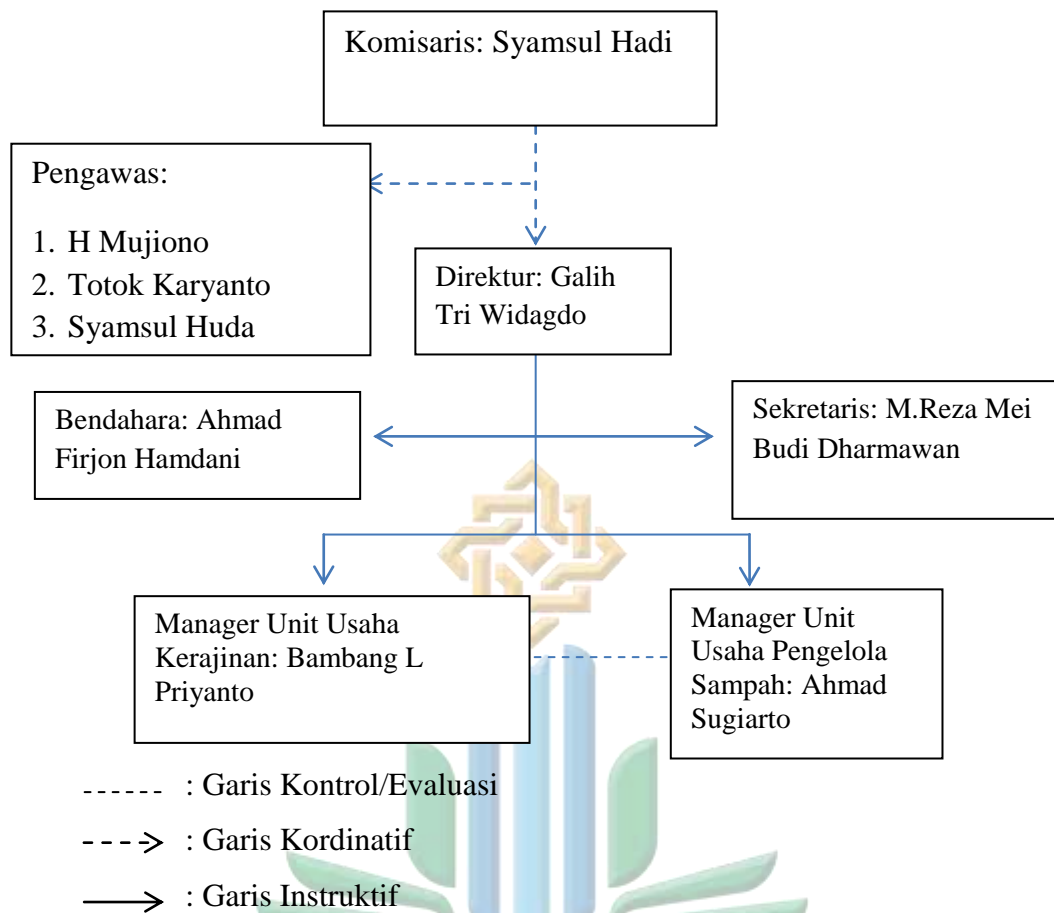 Komisaris: Syamsul Hadi
Pengawas:
1. H Mujiono
2. Totok Karyanto
3. Syamsul Huda
Direktur: Galih
Tri Widagdo
Bendahara: Ahmad
Firjon Hamdani
Sekretaris: M.Reza Mei
Budi Dharmawan
Manager Unit Usaha
Kerajinan: Bambang L
Priyanto
Manager Unit
Usaha Pengelola
Sampah: Ahmad
Sugiarto
: Garis Kontrol/Evaluasi
: Garis Kordinatif
: Garis Instruktif